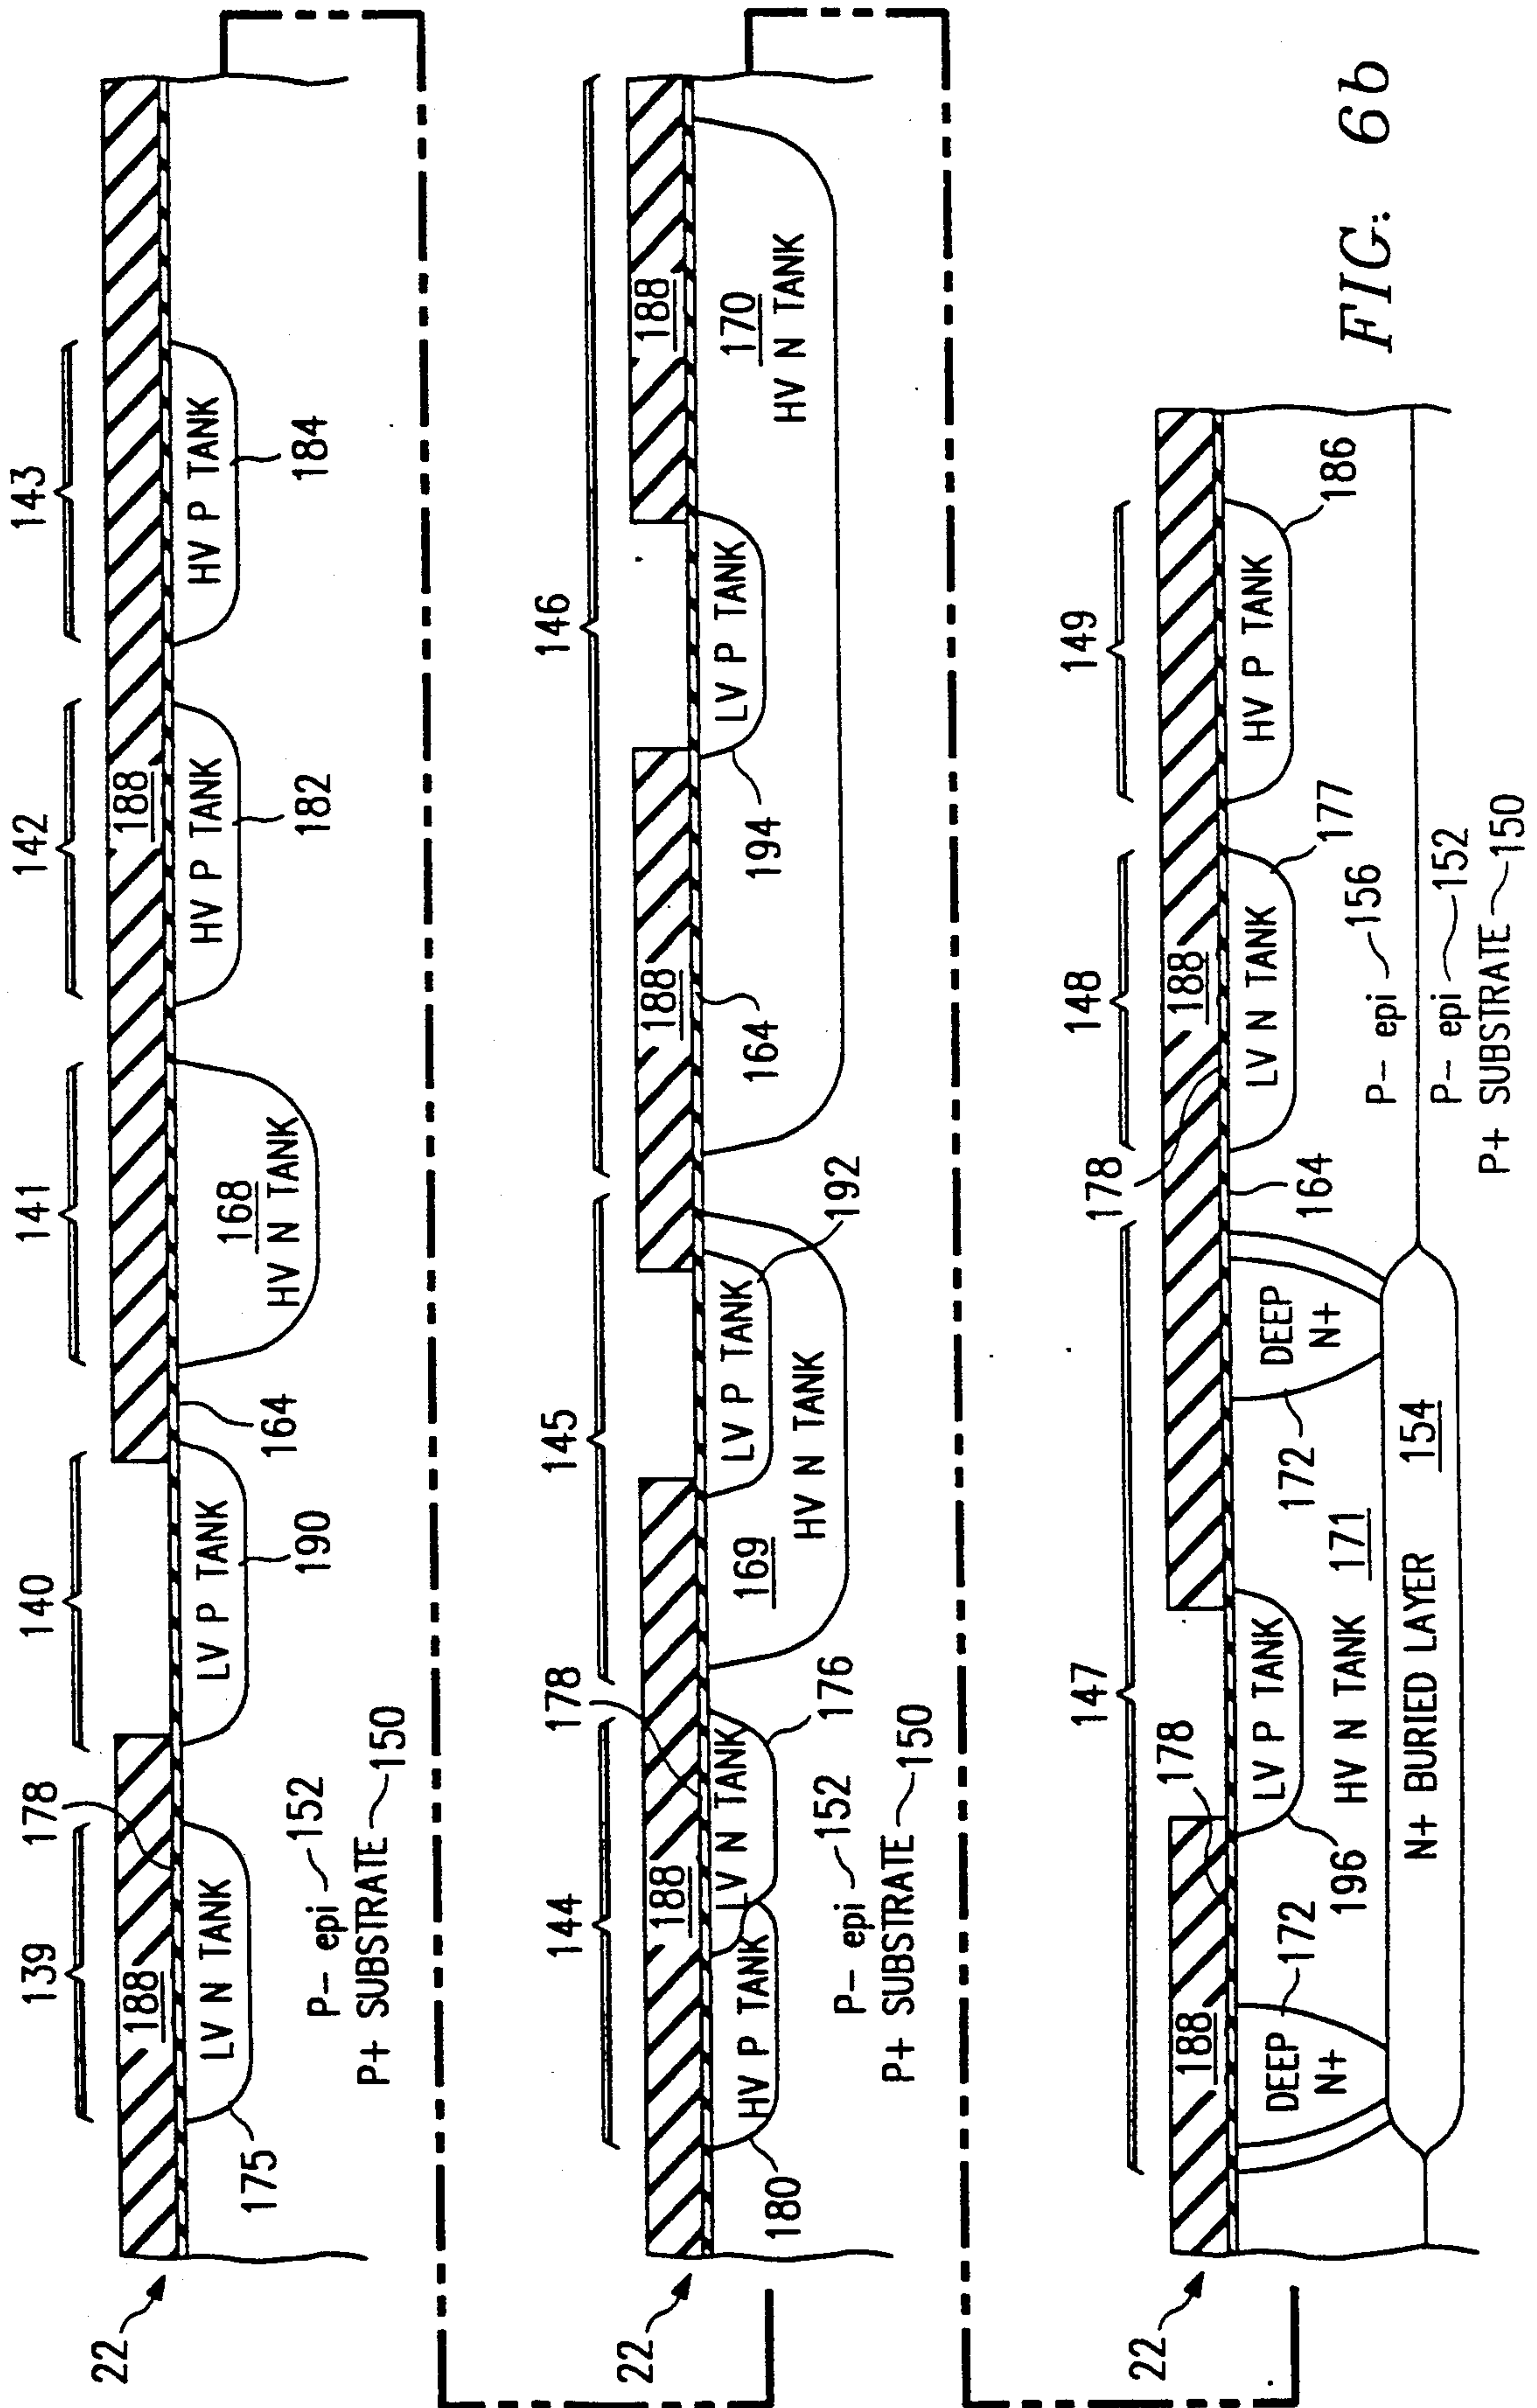 139
140
141
142
143
188
188
178
LV N TANK
LV P TANK
168
HV N TANK
HV P TANK
HV P TANK
175
190
164
182
184
P- epi 152
P+ SUBSTRATE 150
22
144
145
146
188
188
188
178
HV P TANK
LV N TANK
169
LV P TANK
HV N TANK
LV P TANK
170
HV N TANK
180
176
192
164
194
P- epi 152
P+ SUBSTRATE 150
22
147
148
149
188
188
178
178
DEEP
N+
LV P TANK
DEEP
N+
LV N TANK
HV P TANK
172
196
HV N TANK 171
172
164
177
186
N+ BURIED LAYER 154
P- epi 156
P- epi 152
P+ SUBSTRATE 150
22
FIG. 6b